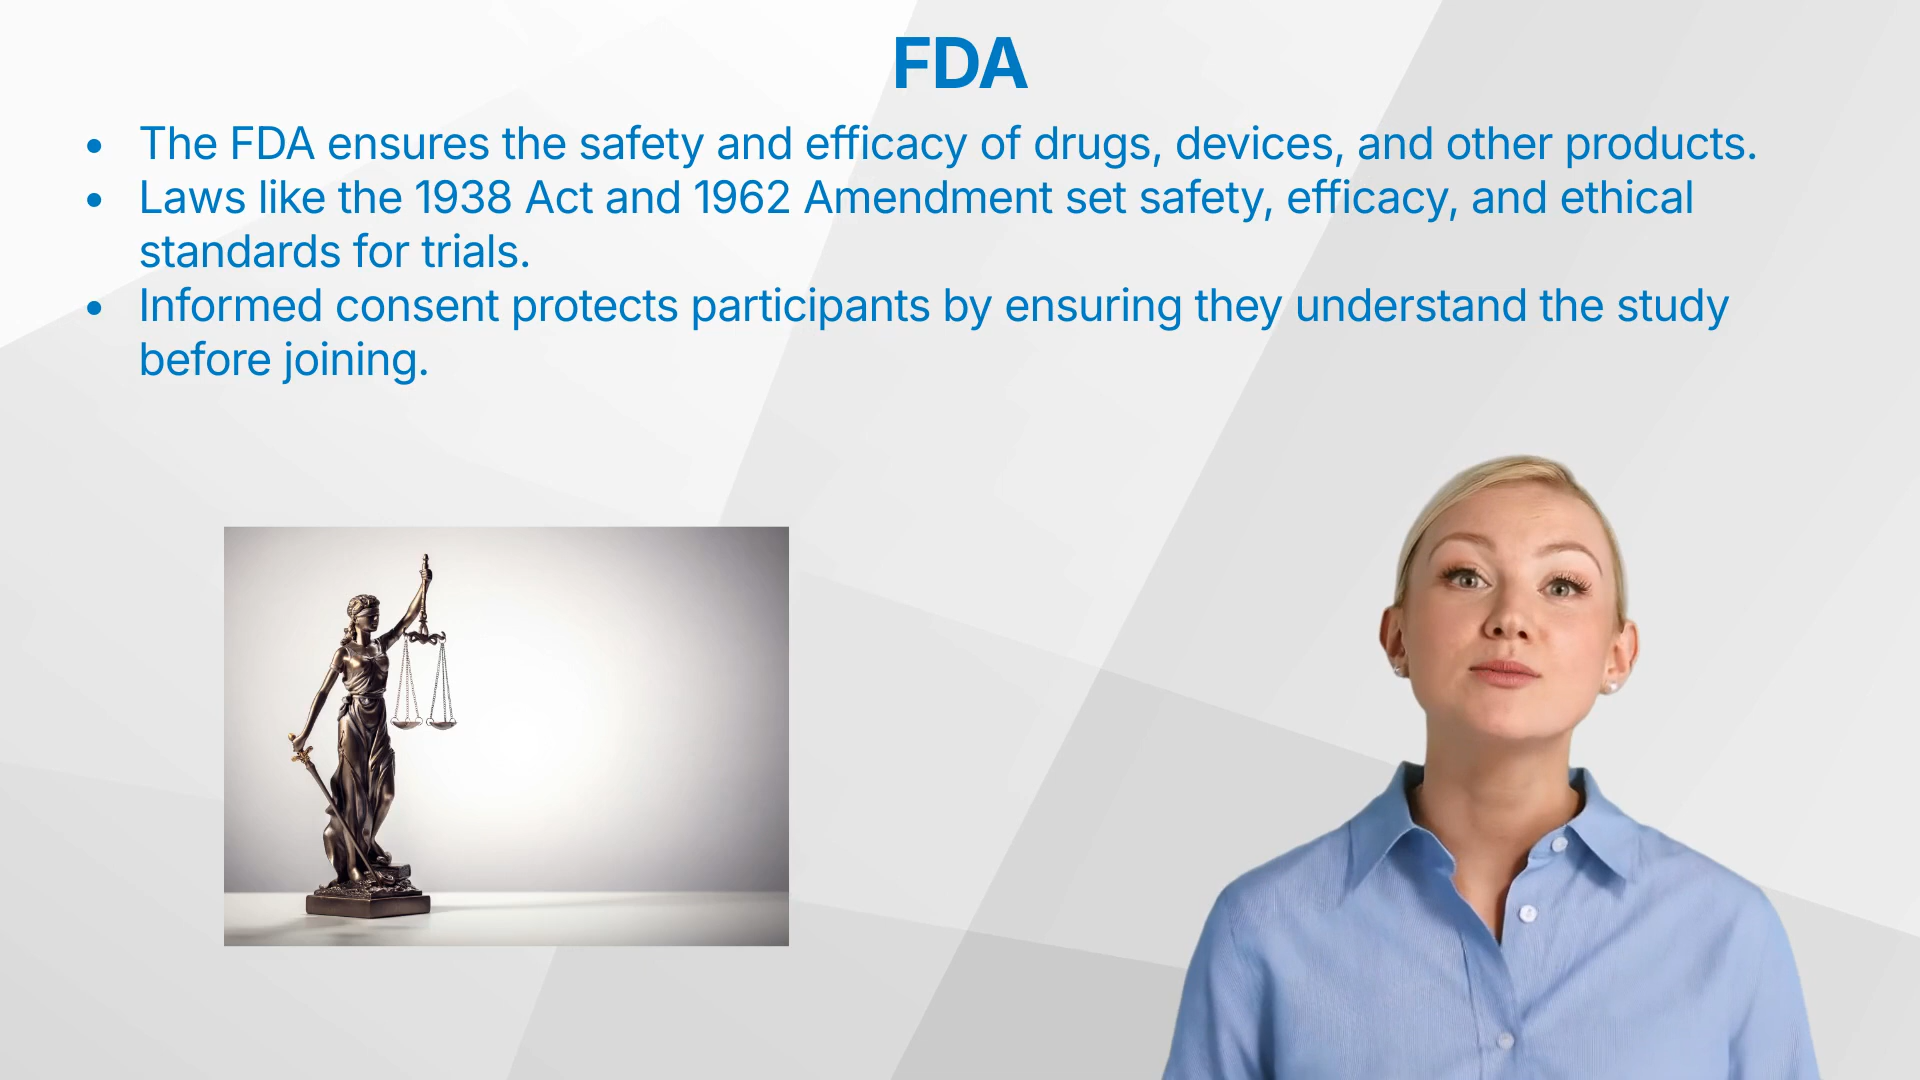 FDA
• The FDA ensures the safety and efficacy of drugs, devices, and other products.
• Laws like the 1938 Act and 1962 Amendment set safety, efficacy, and ethical
standards for trials.
• Informed consent protects participants by ensuring they understand the study
before joining.